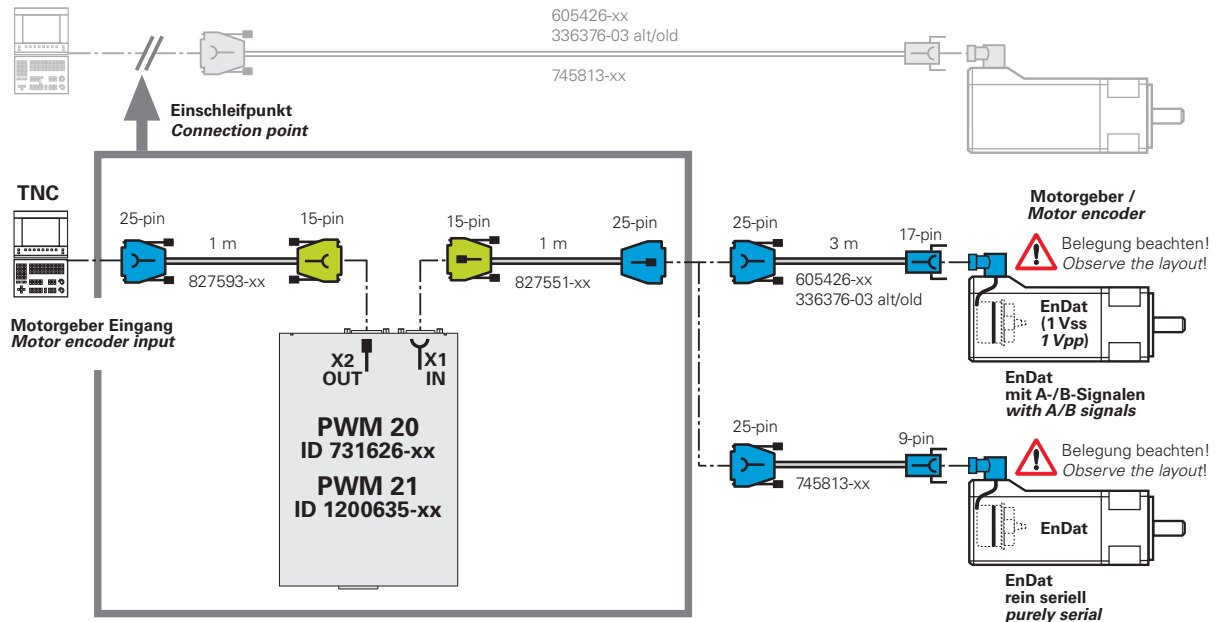 605426-xx
336376-03 alt/old
745813-xx
Einschleifpunkt
Connection point
TNC
25-pin
1 m
15-pin
827593-xx
15-pin
1 m
25-pin
827551-xx
25-pin
3 m
17-pin
605426-xx
336376-03 alt/old
Motorgeber /
Motor encoder
Belegung beachten!
Observe the layout!
EnDat
(1 Vss
1 Vpp)
EnDat
mit A-/B-Signalen
with A/B signals
Motorgeber Eingang
Motor encoder input
X2
OUT
X1
IN
PWM 20
ID 731626-xx
PWM 21
ID 1200635-xx
25-pin
9-pin
745813-xx
Belegung beachten!
Observe the layout!
EnDat
EnDat
rein seriell
purely serial